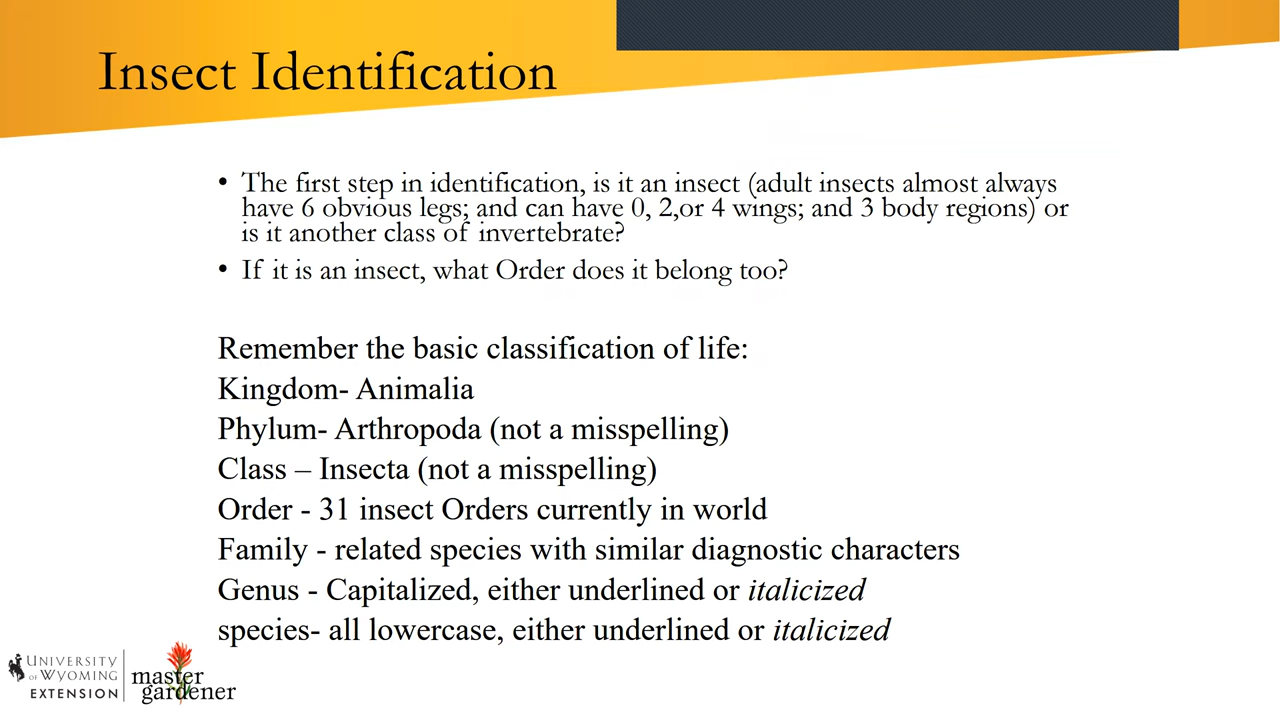 Insect Identification
• The first step in identification, is it an insect (adult insects almost always
have 6 obvious legs; and can have 0, 2,or 4 wings; and 3 body regions) or
is it another class of invertebrate?
• If it is an insect, what Order does it belong too?
Remember the basic classification of life:
Kingdom- Animalia
Phylum- Arthropoda (not a misspelling)
Class – Insecta (not a misspelling)
Order - 31 insect Orders currently in world
Family - related species with similar diagnostic characters
Genus - Capitalized, either underlined or italicized
species- all lowercase, either underlined or italicized
UNIVERSITY
OF WYOMING
EXTENSION
master
gardener